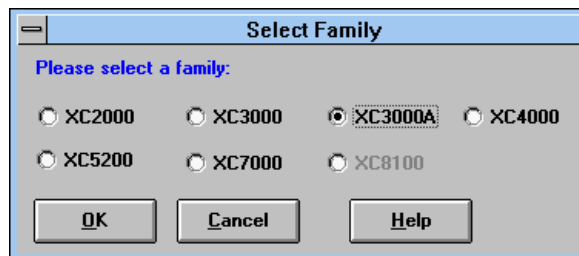 Select Family
Please select a family:
XC2000 XC3000 XC3000A XC4000
XC5200 XC7000 XC8100
OK Cancel Help